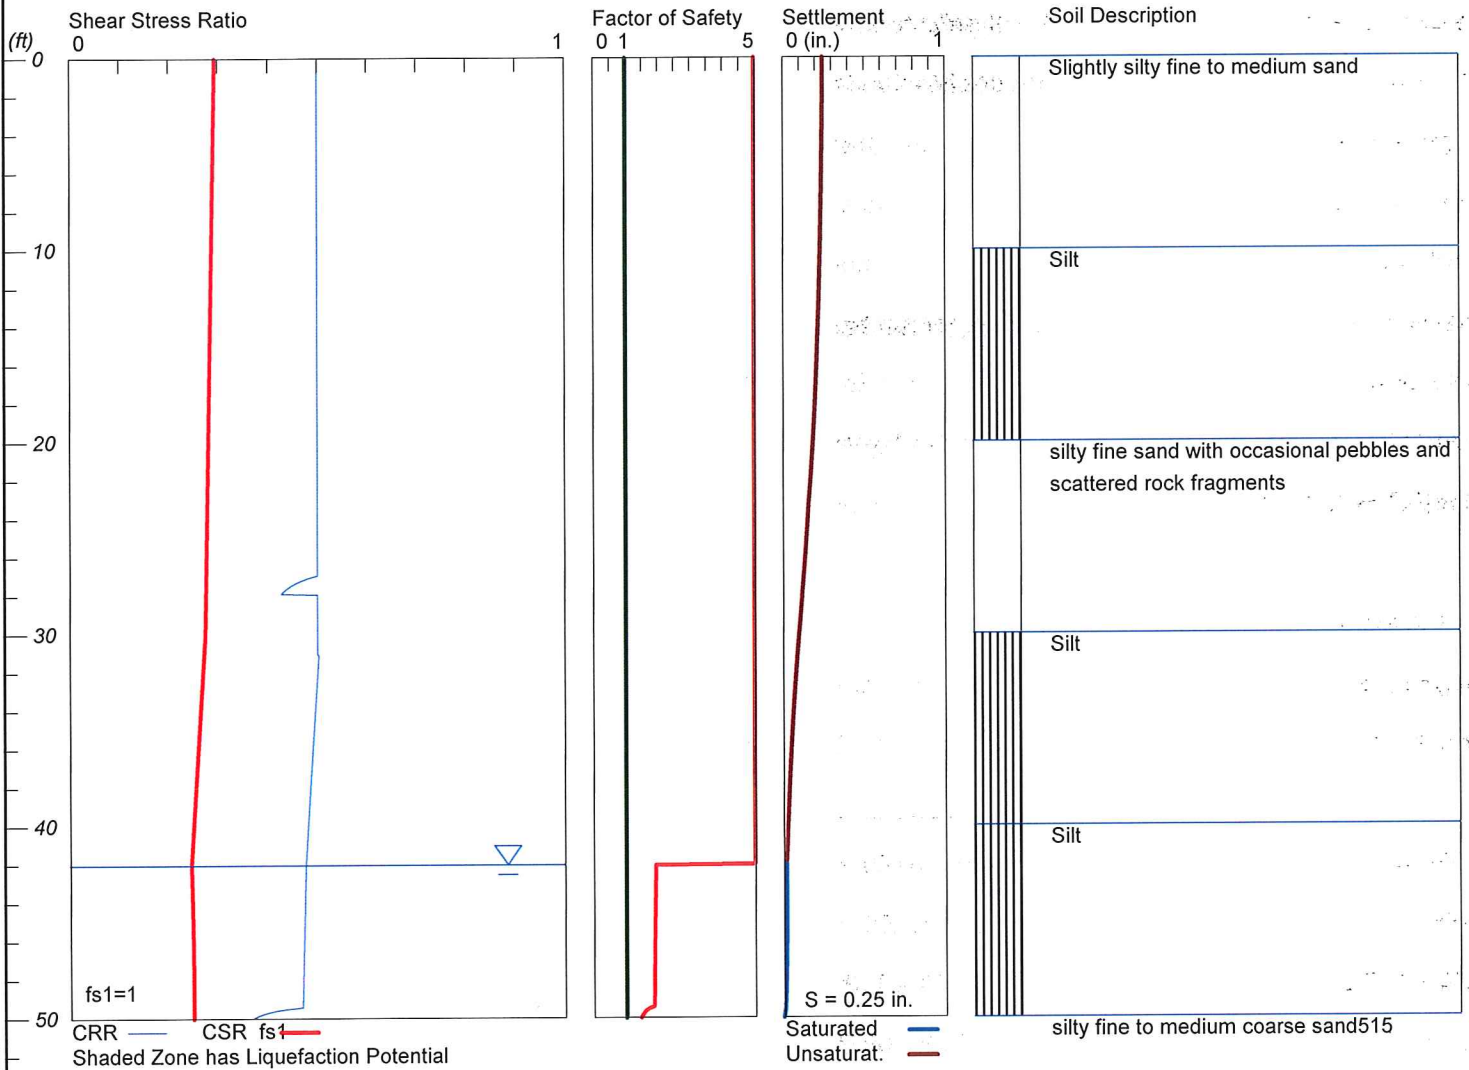 Shear Stress Ratio Factor of Safety Settlement Soil Description
(ft) 0 1 0 1 5 0 (in.) 1
0 Slightly silty fine to medium sand
10 Silt
20 silty fine sand with occasional pebbles and
scattered rock fragments
30 Silt
40 Silt
fs1=1 S = 0.25 in.
50 silty fine to medium coarse sand515
CRR CSR fs1 Saturated
Shaded Zone has Liquefaction Potential Unsaturat.